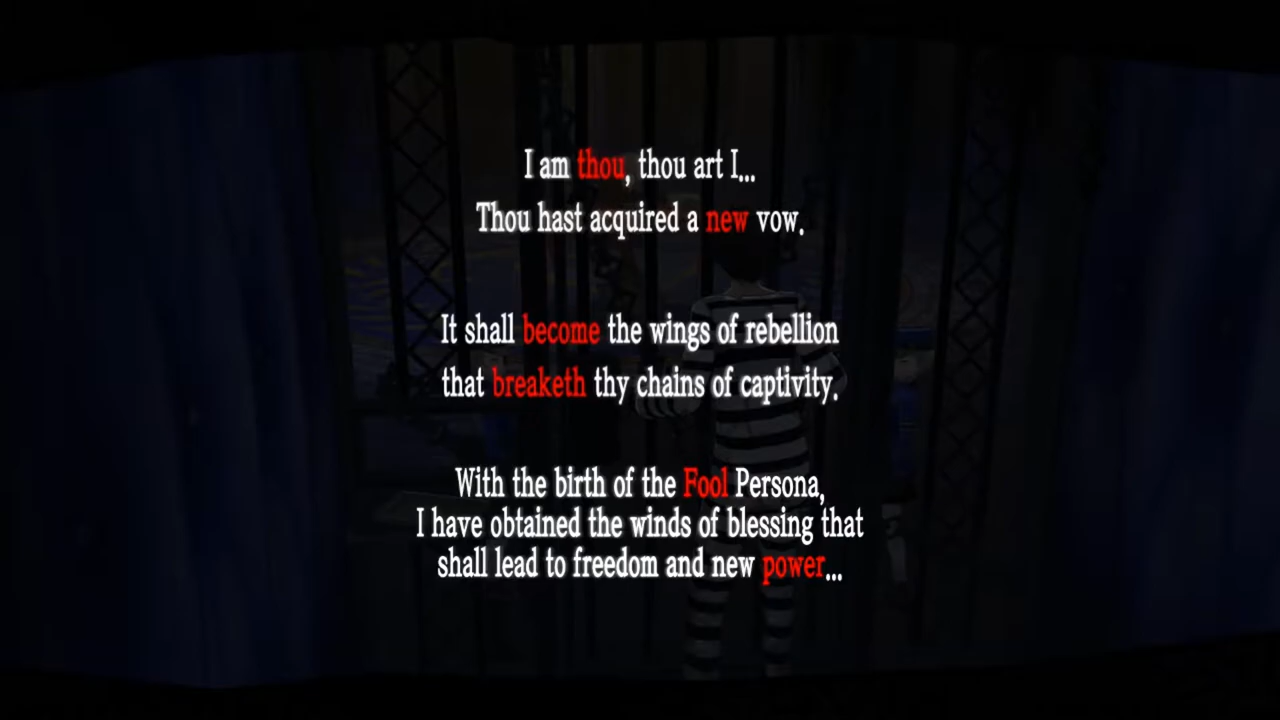 I am thou, thou art I...
Thou hast acquired a new vow.
It shall become the wings of rebellion
that breaketh thy chains of captivity.
With the birth of the Fool Persona,
I have obtained the winds of blessing that
shall lead to freedom and new power...